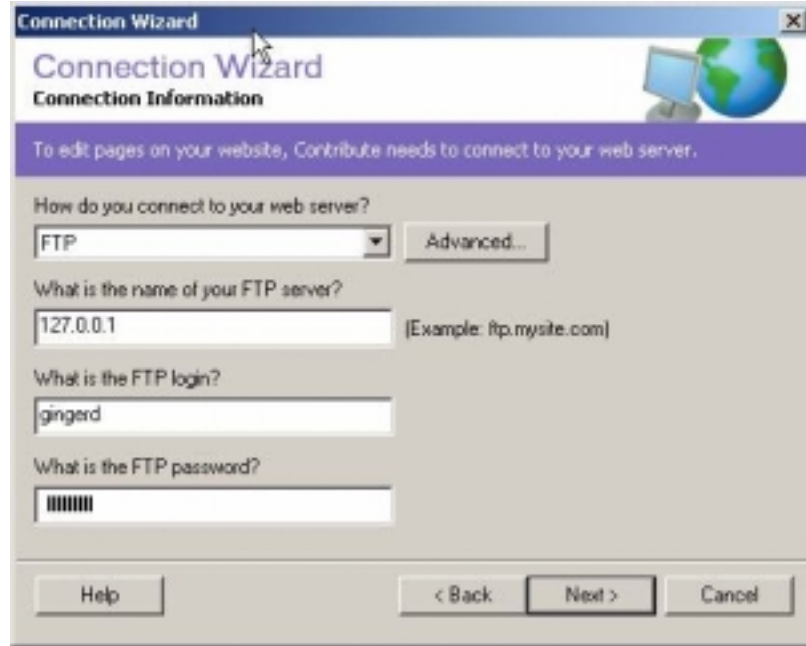 Connection Wizard
Connection Wizard
Connection Information
To edit pages on your website, Contribute needs to connect to your web server.
How do you connect to your web server?
FTP
Advanced...
What is the name of your FTP server?
127.0.0.1
(Example: ftp.mysite.com)
What is the FTP login?
gingerd
What is the FTP password?
Help
< Back
Next >
Cancel